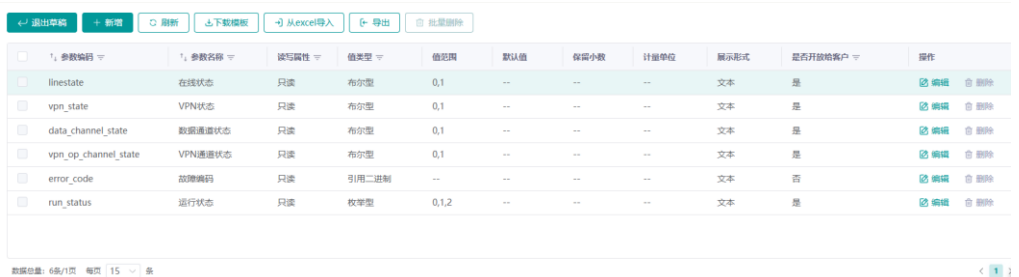 退出草稿 + 新增 刷新 下载模板 从excel导入 导出 批量删除
参数编码 参数名称 读写属性 值类型 值范围 默认值 保留小数 计量单位 展示形式 是否开放给客户 操作
linestate 在线状态 只读 布尔型 0,1 -- -- -- 文本 是 编辑 删除
vpn_state VPN状态 只读 布尔型 0,1 -- -- -- 文本 是 编辑 删除
data_channel_state 数据通道状态 只读 布尔型 0,1 -- -- -- 文本 是 编辑 删除
vpn_op_channel_state VPN通道状态 只读 布尔型 0,1 -- -- -- 文本 是 编辑 删除
error_code 故障编码 只读 引用二进制 -- -- -- -- 文本 否 编辑 删除
run_status 运行状态 只读 枚举型 0,1,2 -- -- -- 文本 是 编辑 删除
数据总量: 6条/1页 每页 15 条 < 1 >